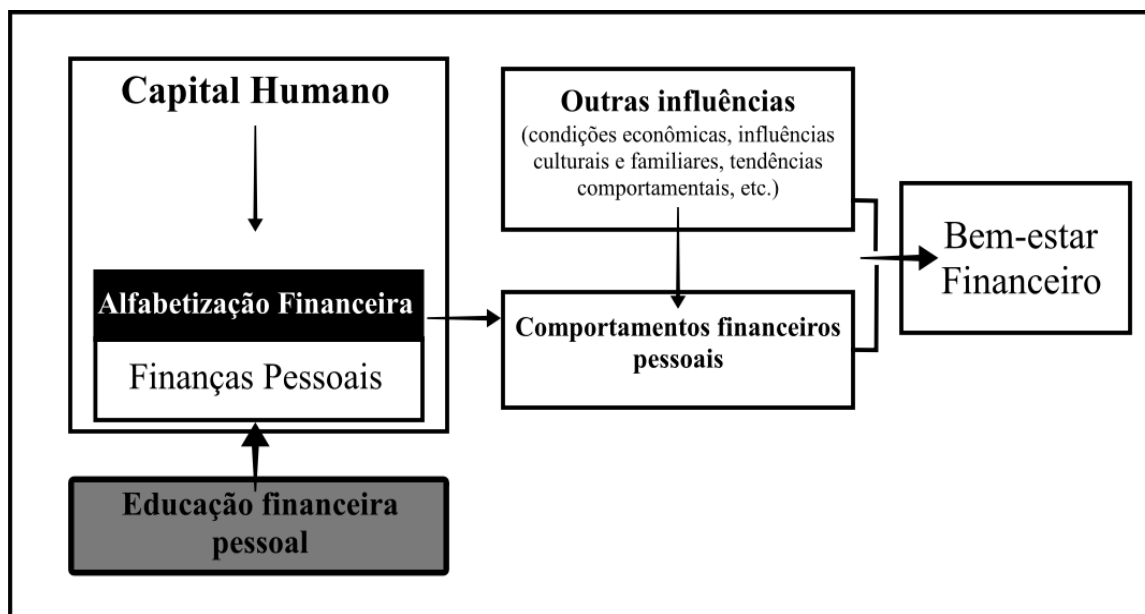 Capital Humano
Alfabetização Financeira
Finanças Pessoais
Educação financeira
pessoal
Outras influências
(condições econômicas, influências
culturais e familiares, tendências
comportamentais, etc.)
Comportamentos financeiros
pessoais
Bem-estar
Financeiro